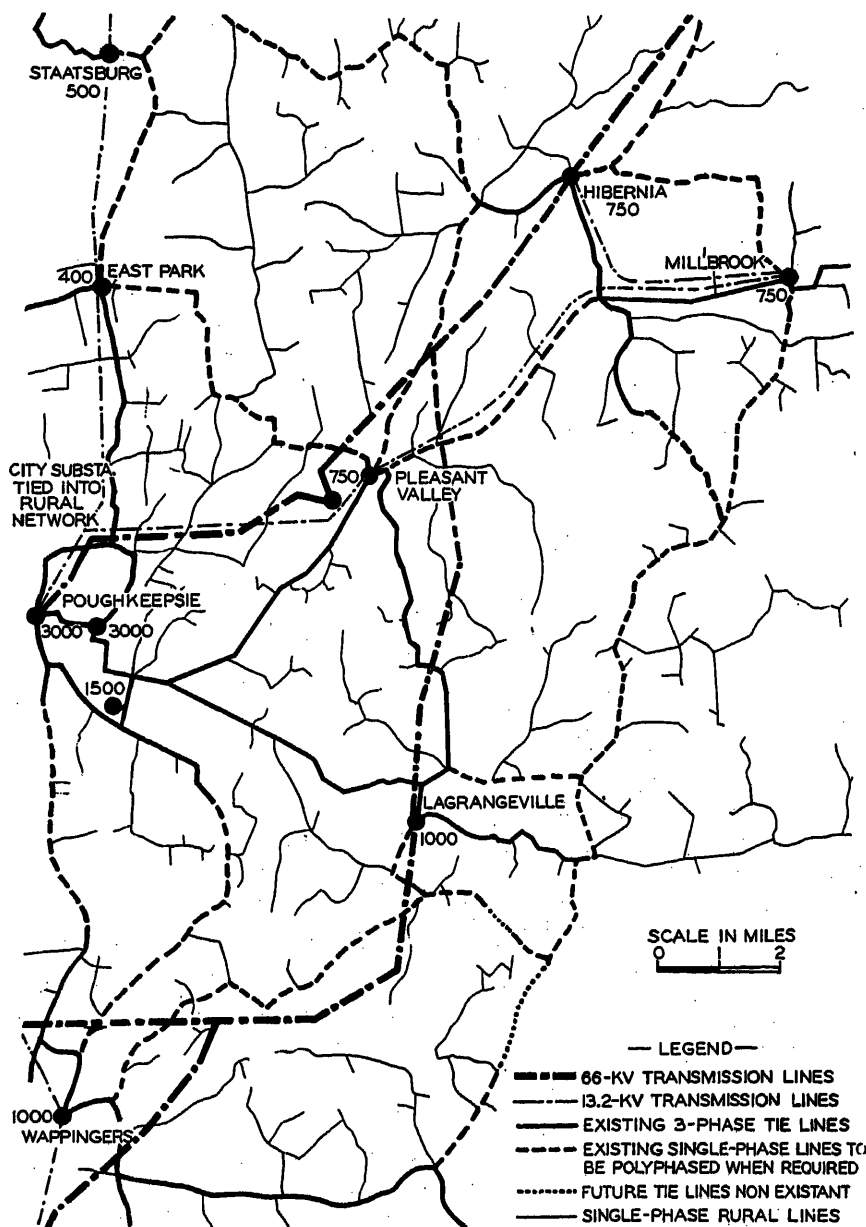 STAATSBURG
500
HIBERNIA
750
MILLBROOK
750
400
EAST PARK
CITY SUBSTA.
TIED INTO
RURAL
NETWORK
750
PLEASANT
VALLEY
POUGHKEEPSIE
3000
3000
1500
LAGRANGEVILLE
1000
SCALE IN MILES
0 2
1000
WAPPINGERS
— LEGEND —
66-KV TRANSMISSION LINES
13.2-KV TRANSMISSION LINES
EXISTING 3-PHASE TIE LINES
EXISTING SINGLE-PHASE LINES TO
BE POLYPHASED WHEN REQUIRED
FUTURE TIE LINES NON EXISTANT
SINGLE-PHASE RURAL LINES